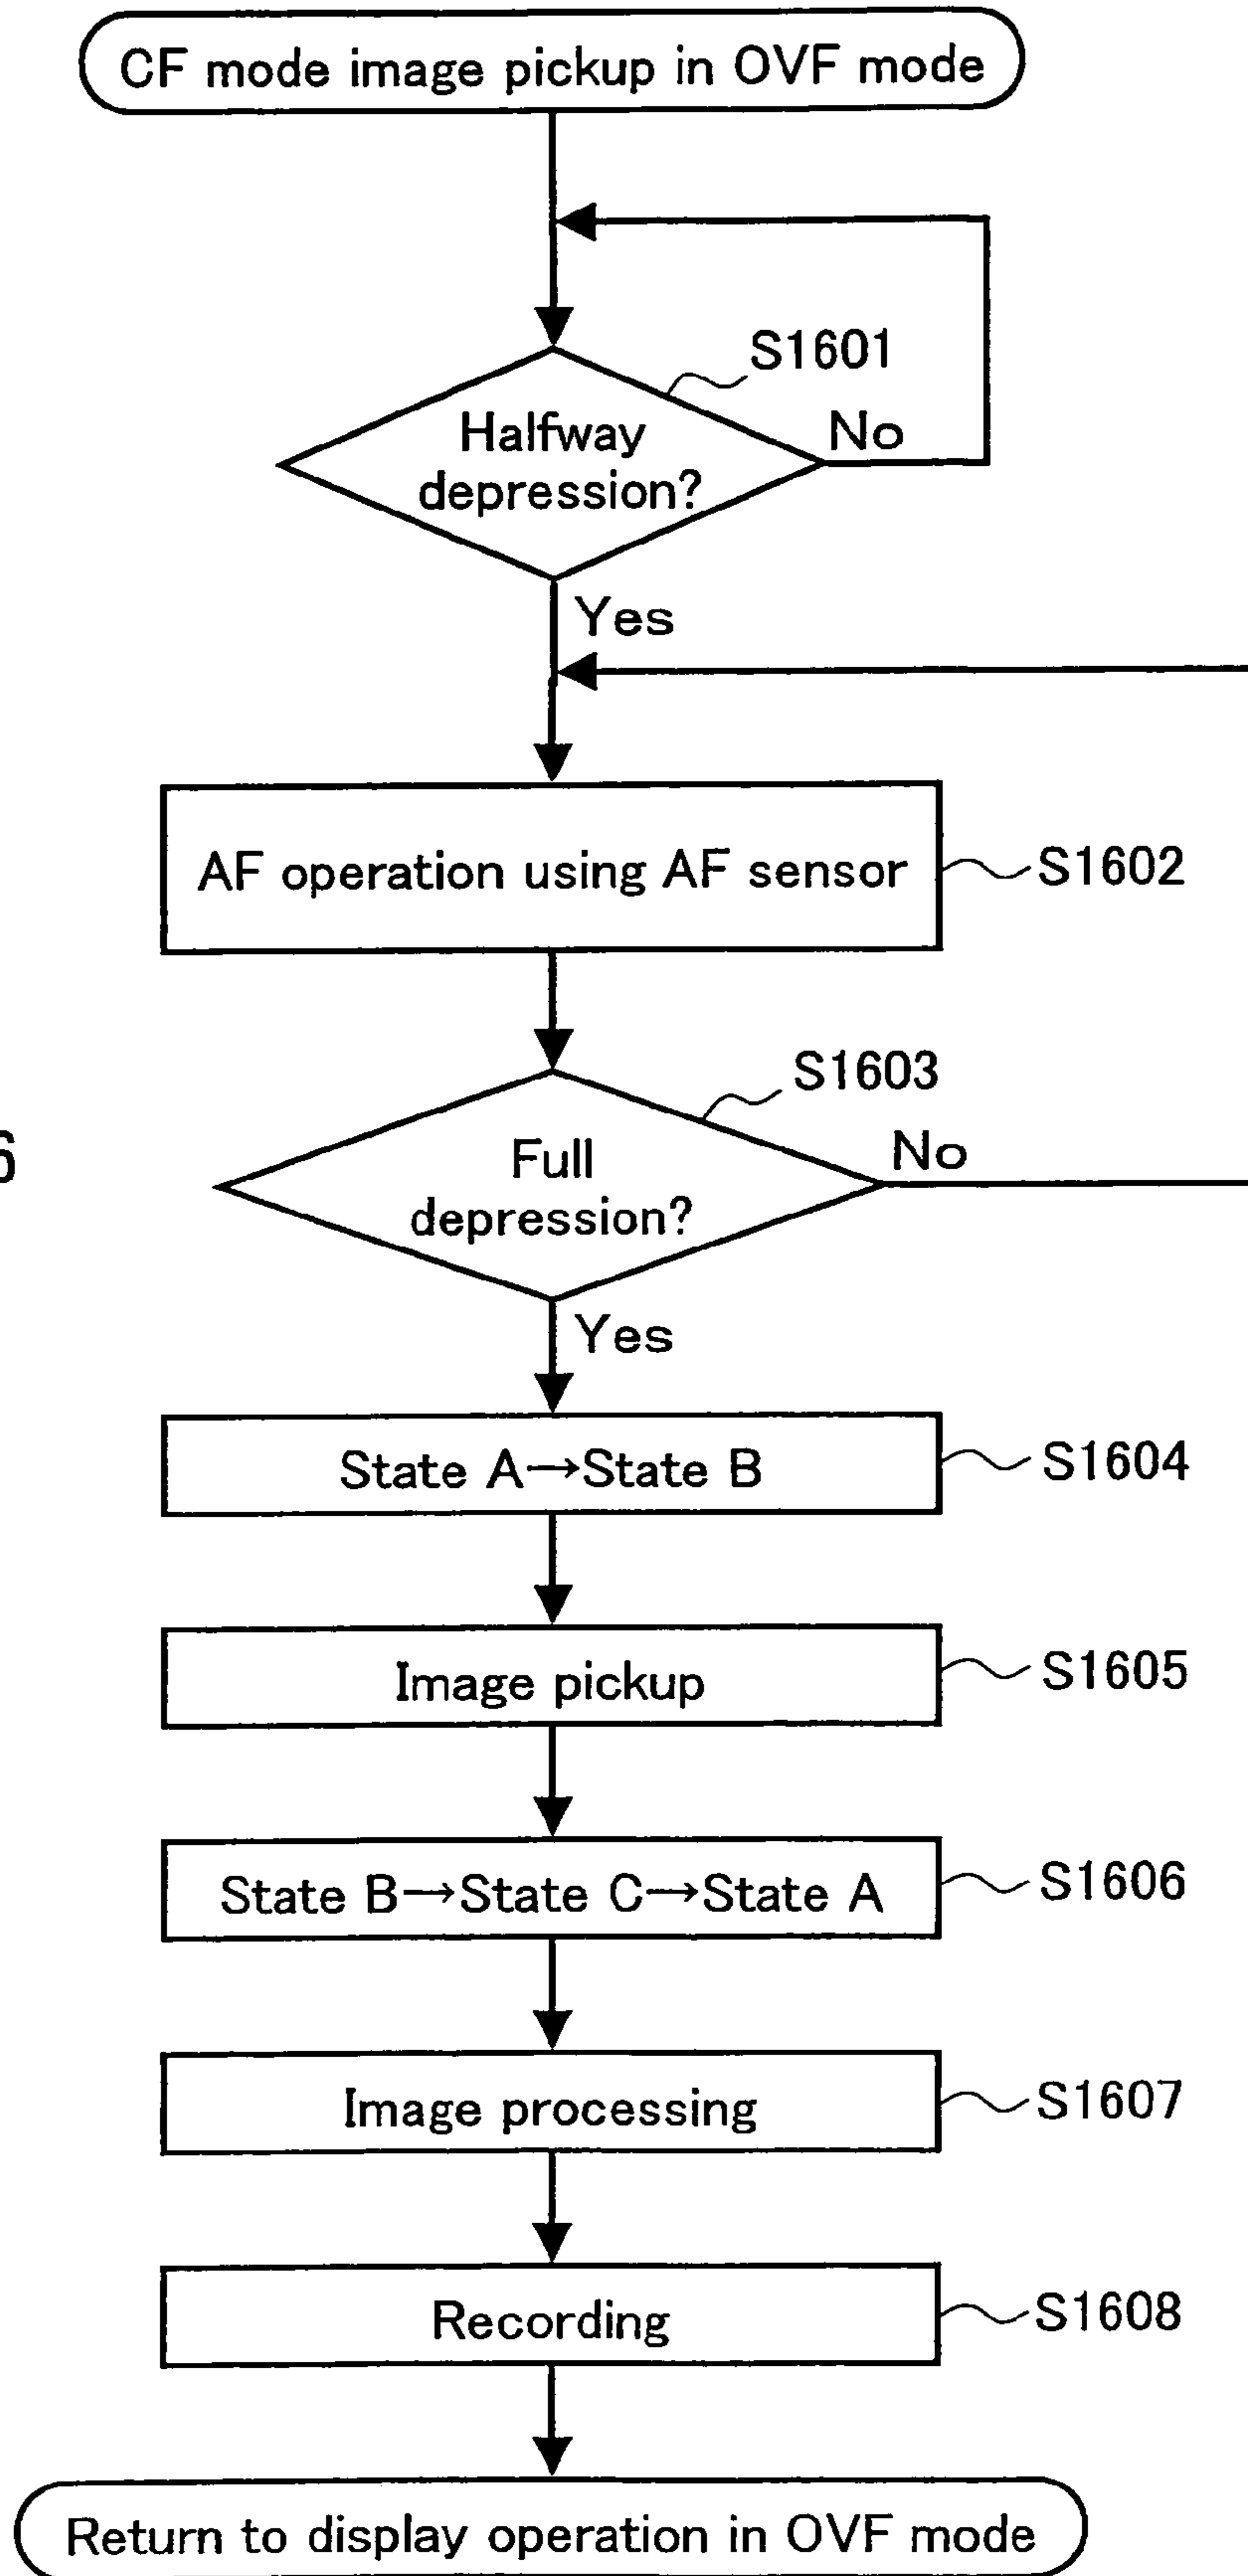 CF mode image pickup in OVF mode
S1601
Halfway
depression?
No
Yes
AF operation using AF sensor
S1602
S1603
Full
depression?
No
6
Yes
State A→State B
S1604
Image pickup
S1605
State B→State C→State A
S1606
Image processing
S1607
Recording
S1608
Return to display operation in OVF mode